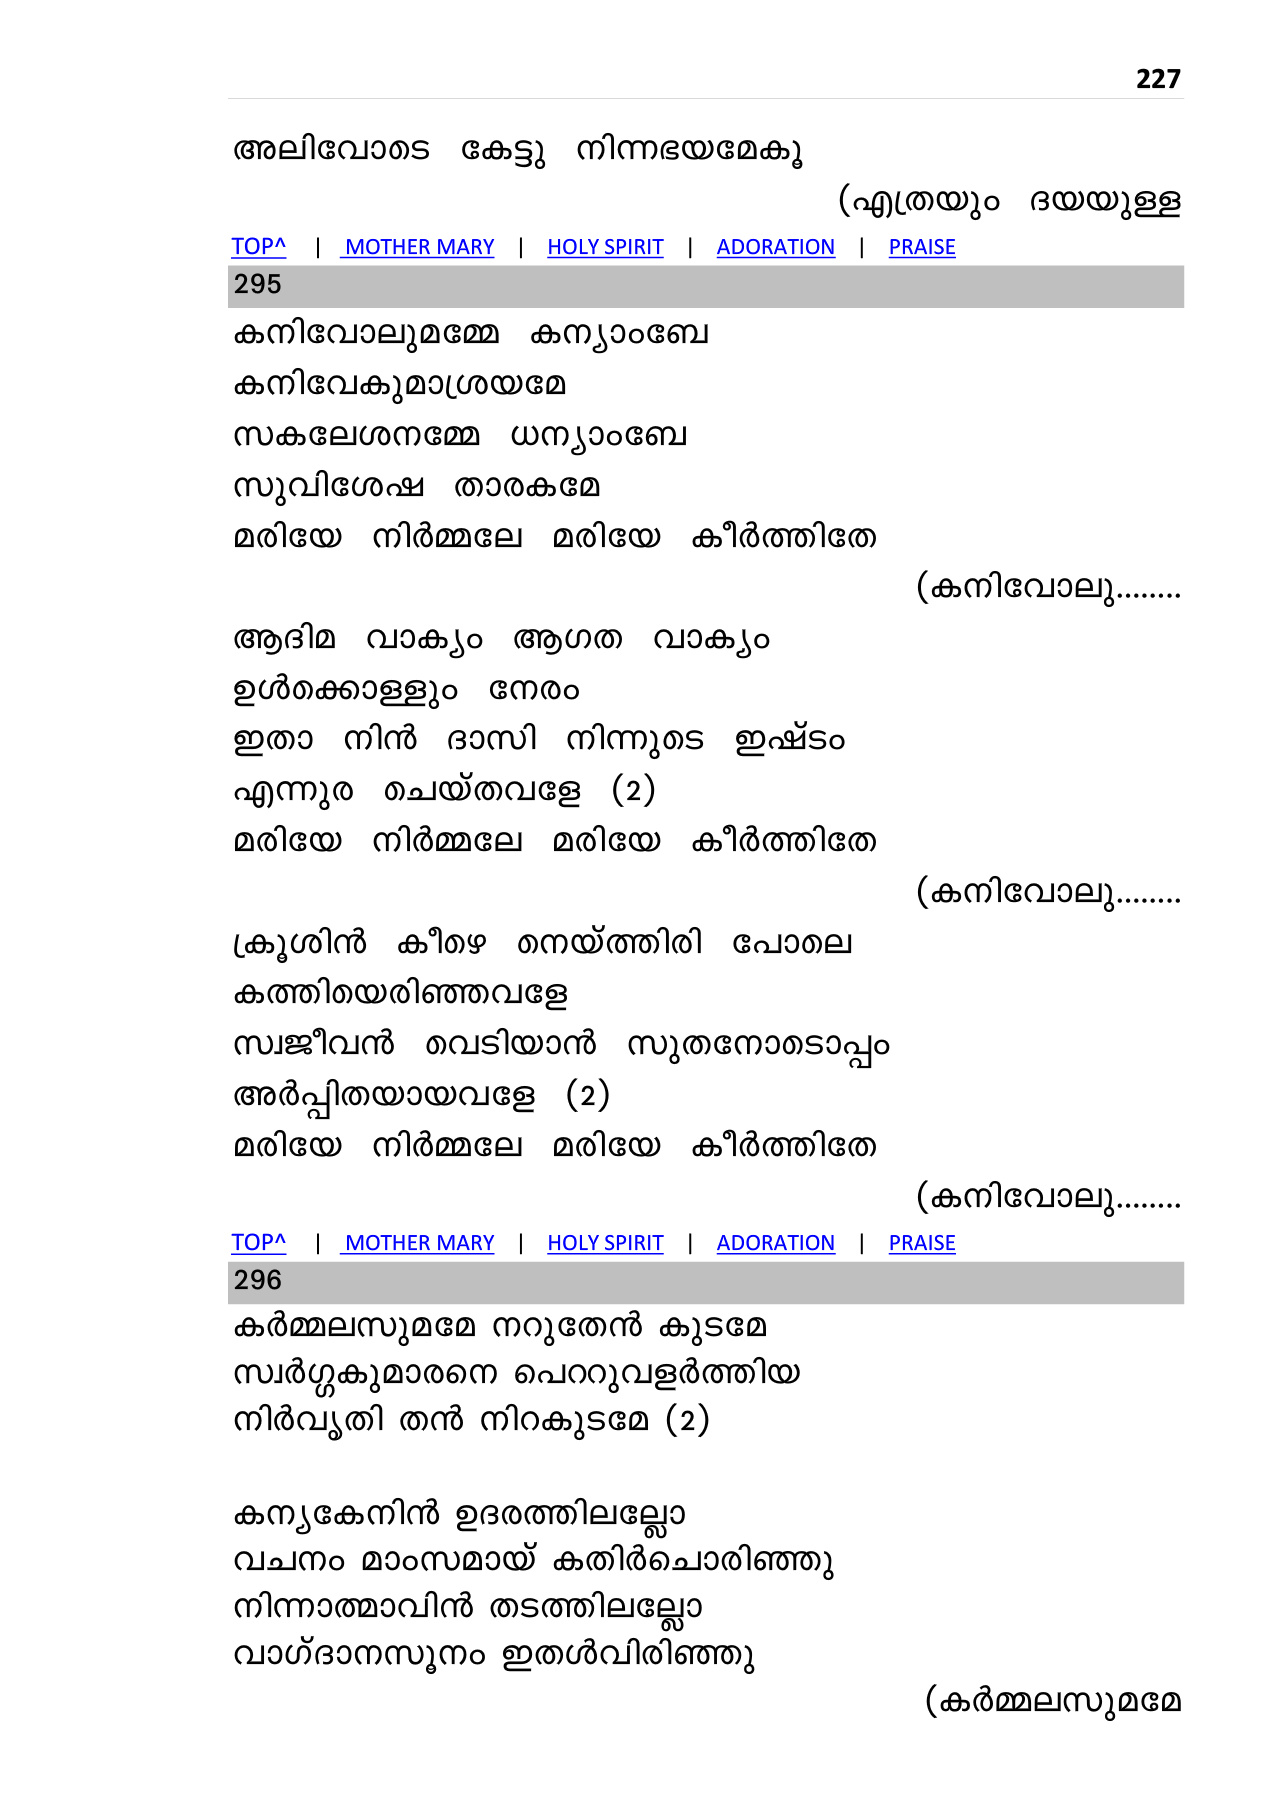 227
അലിവോടെ കേട്ടു നിന്നഭയമേകൂ
(എത്രയും ദയയുള്ള
TOP^ | MOTHER MARY | HOLY SPIRIT | ADORATION | PRAISE
295
കനിവോലുമമ്മേ കന്യാംബേ
കനിവേകുമാശ്രയമേ
സകലേശനമ്മേ ധന്യാംബേ
സുവിശേഷ താരകമേ
മരിയേ നിർമ്മലേ മരിയേ കീർത്തിതേ
(കനിവോലു........
ആദിമ വാക്യം ആഗത വാക്യം
ഉൾക്കൊള്ളും നേരം
ഇതാ നിൻ ദാസി നിന്നുടെ ഇഷ്ടം
എന്നുര ചെയ്തവളേ (2)
മരിയേ നിർമ്മലേ മരിയേ കീർത്തിതേ
(കനിവോലു........
ക്രൂശിൻ കീഴെ നെയ്ത്തിരി പോലെ
കത്തിയെരിഞ്ഞവളേ
സ്വജീവൻ വെടിയാൻ സുതനോടൊപ്പം
അർപ്പിതയായവളേ (2)
മരിയേ നിർമ്മലേ മരിയേ കീർത്തിതേ
(കനിവോലു........
TOP^ | MOTHER MARY | HOLY SPIRIT | ADORATION | PRAISE
296
കർമ്മലസുമമേ നറുതേൻ കുടമേ
സ്വർഗ്ഗകുമാരനെ പെററുവളർത്തിയ
നിർവൃതി തൻ നിറകുടമേ (2)
കന്യകേനിൻ ഉദരത്തിലല്ലോ
വചനം മാംസമായ് കതിർചൊരിഞ്ഞു
നിന്നാത്മാവിൻ തടത്തിലല്ലോ
വാഗ്ദാനസൂനം ഇതൾവിരിഞ്ഞു
(കർമ്മലസുമമേ